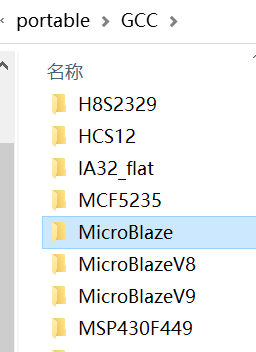 portable > GCC >
名称
H8S2329
HCS12
IA32_flat
MCF5235
MicroBlaze
MicroBlazeV8
MicroBlazeV9
MSP430F449